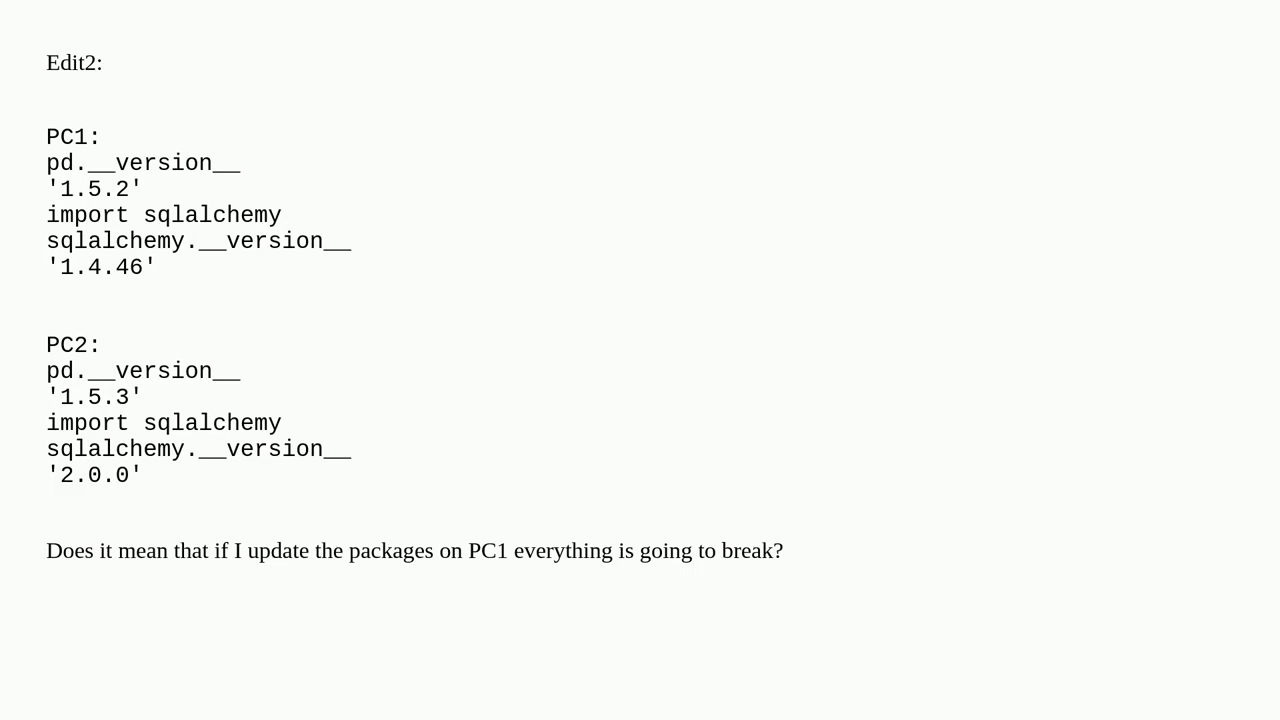 Edit2:
PC1:
pd.__version__
'1.5.2'
import sqlalchemy
sqlalchemy.__version__
'1.4.46'
PC2:
pd.__version__
'1.5.3'
import sqlalchemy
sqlalchemy.__version__
'2.0.0'
Does it mean that if I update the packages on PC1 everything is going to break?